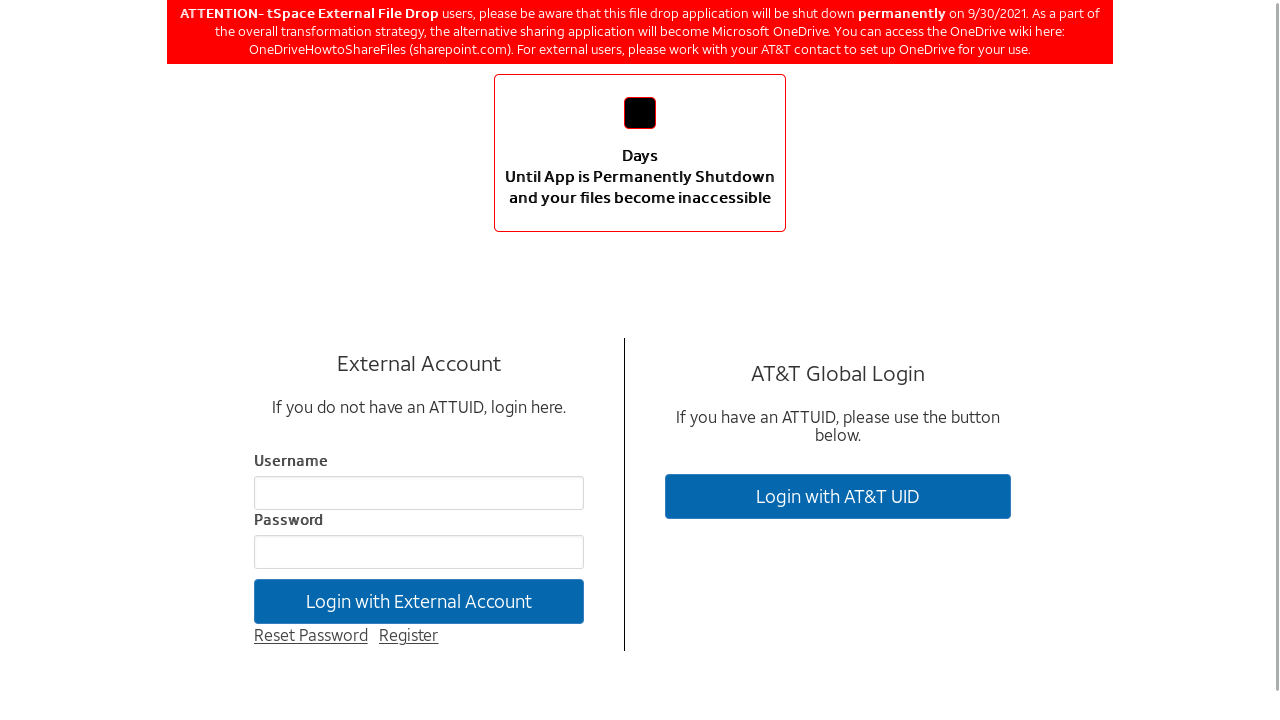 ATTENTION- tSpace External File Drop users, please be aware that this file drop application will be shut down permanently on 9/30/2021. As a part of
the overall transformation strategy, the alternative sharing application will become Microsoft OneDrive. You can access the OneDrive wiki here:
OneDriveHowtoShareFiles (sharepoint.com). For external users, please work with your AT&T contact to set up OneDrive for your use.
Days
Until App is Permanently Shutdown
and your files become inaccessible
External Account
If you do not have an ATTUID, login here.
Username
Password
Login with External Account
Reset Password Register
AT&T Global Login
If you have an ATTUID, please use the button
below.
Login with AT&T UID